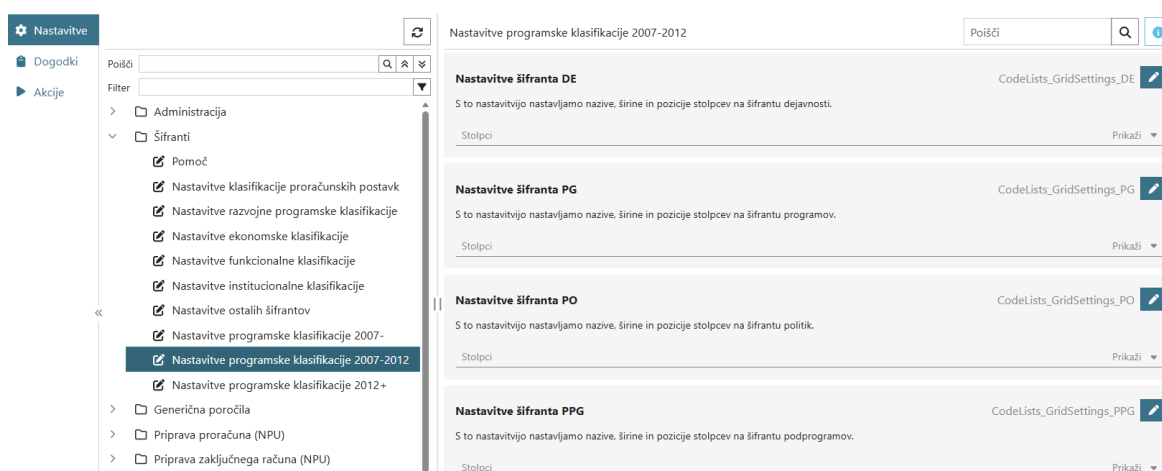 Nastavitve
Dogodki
Akcije
Poišči
Filter
Administracija
Šifranti
Pomoč
Nastavitve klasifikacije proračunskih postavk
Nastavitve razvojne programske klasifikacije
Nastavitve ekonomske klasifikacije
Nastavitve funkcionalne klasifikacije
Nastavitve institucionalne klasifikacije
Nastavitve ostalih šifrantov
Nastavitve programske klasifikacije 2007-
Nastavitve programske klasifikacije 2007-2012
Nastavitve programske klasifikacije 2012+
Generična poročila
Priprava proračuna (NPU)
Priprava zaključnega računa (NPU)
Nastavitve programske klasifikacije 2007-2012 Poišči
Nastavitve šifranta DE CodeLists_GridSettings_DE
S to nastavitvijo nastavljamo nazive, širine in pozicije stolpcev na šifrantu dejavnosti.
Stolpci Prikaži
Nastavitve šifranta PG CodeLists_GridSettings_PG
S to nastavitvijo nastavljamo nazive, širine in pozicije stolpcev na šifrantu programov.
Stolpci Prikaži
Nastavitve šifranta PO CodeLists_GridSettings_PO
S to nastavitvijo nastavljamo nazive, širine in pozicije stolpcev na šifrantu politik.
Stolpci Prikaži
Nastavitve šifranta PPG CodeLists_GridSettings_PPG
S to nastavitvijo nastavljamo nazive, širine in pozicije stolpcev na šifrantu podprogramov.
Stolpci Prikaži